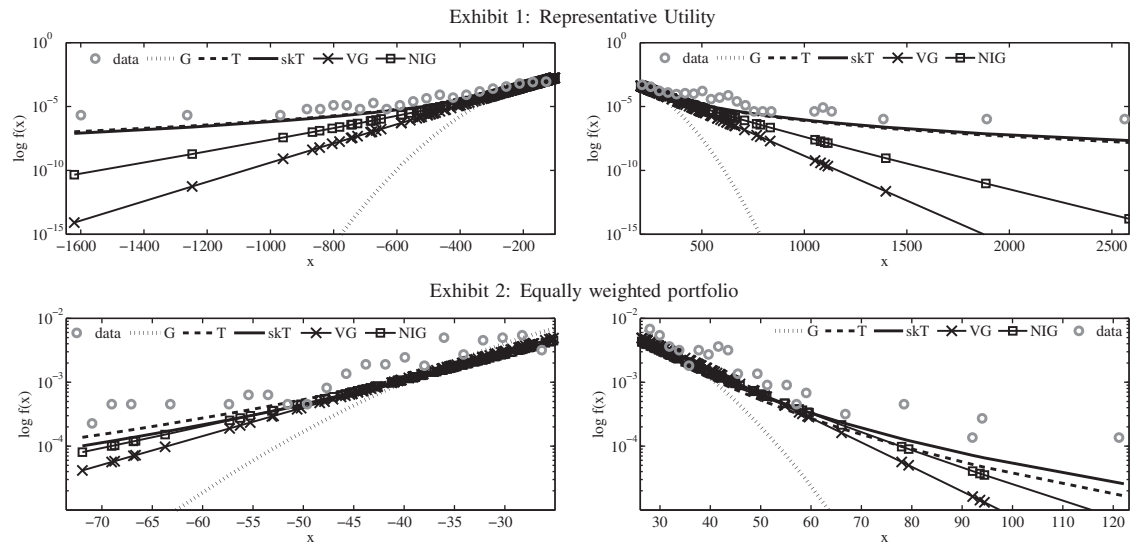 Exhibit 1: Representative Utility
10^0
10^−5
10^−10
10^−15
log f(x)
data G T skT VG NIG
−1600 −1400 −1200 −1000 −800 −600 −400 −200
x
10^0
10^−5
10^−10
10^−15
log f(x)
data G T skT VG NIG
500 1000 1500 2000 2500
x
Exhibit 2: Equally weighted portfolio
10^−2
10^−3
10^−4
log f(x)
data G T skT VG NIG
−70 −65 −60 −55 −50 −45 −40 −35 −30
x
10^−2
10^−3
10^−4
log f(x)
G T skT VG NIG data
30 40 50 60 70 80 90 100 110 120
x